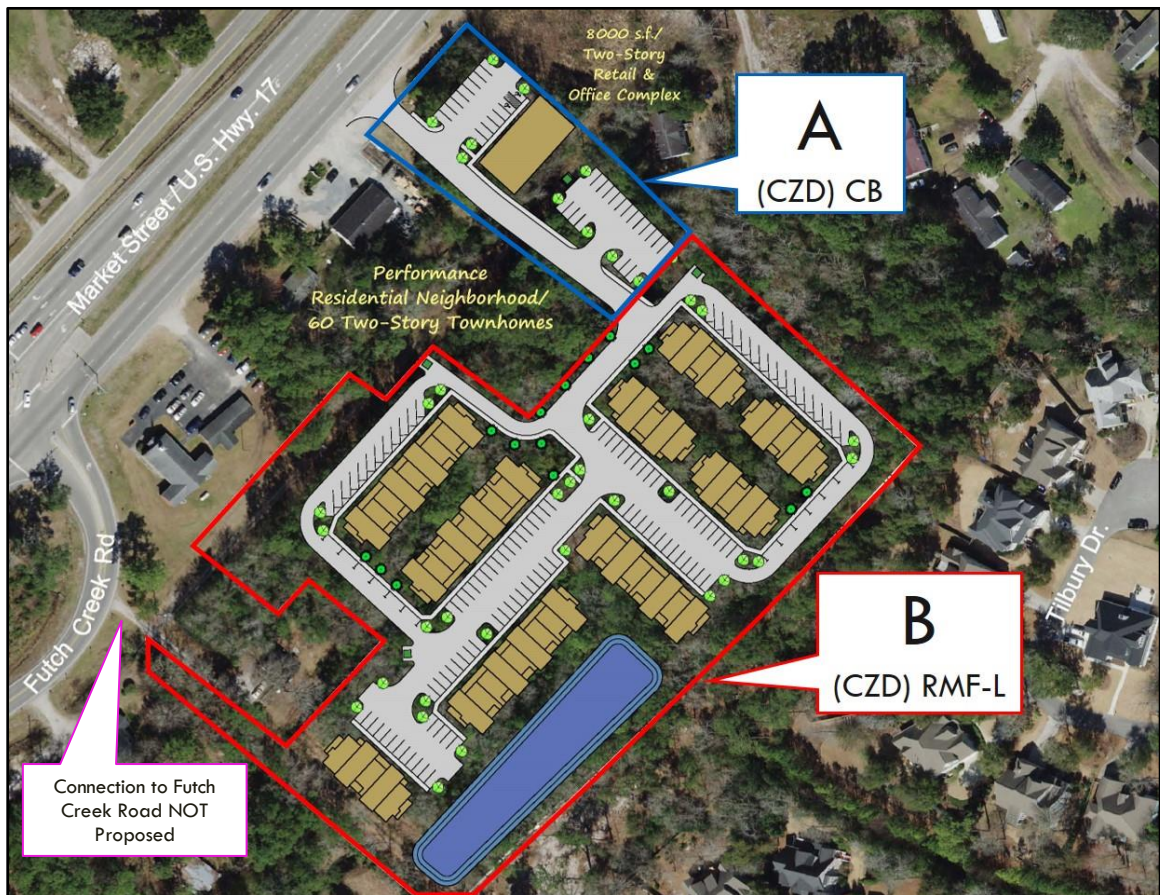 8000 s.f./
Two-Story
Retail &
Office Complex
A
(CZD) CB
Market Street / U.S. Hwy. 17
Performance
Residential Neighborhood/
60 Two-Story Townhomes
Futch Creek Rd
Tilbury Dr.
B
(CZD) RMF-L
Connection to Futch
Creek Road NOT
Proposed